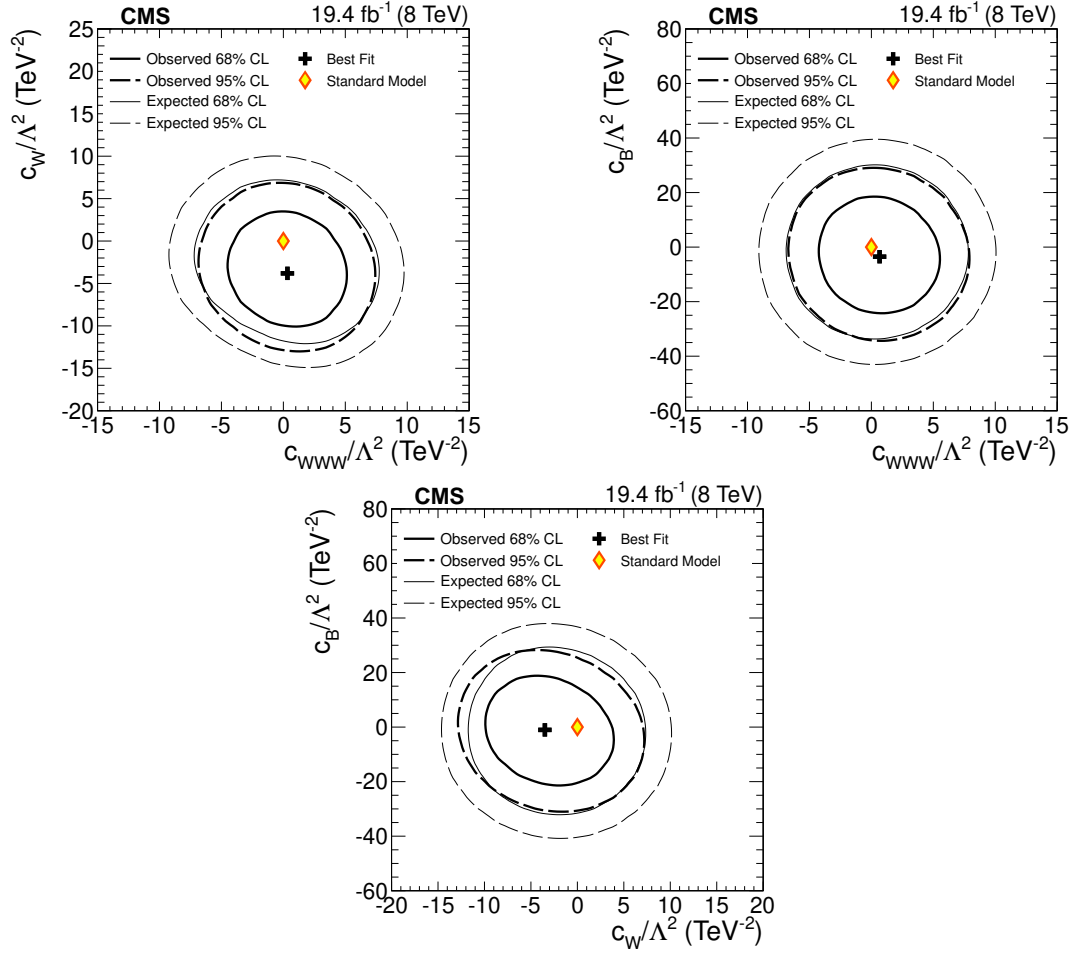 CMS 19.4 fb⁻¹ (8 TeV)
Observed 68% CL Best Fit
Observed 95% CL Standard Model
Expected 68% CL
Expected 95% CL
c_W/Λ² (TeV⁻²)
25
20
15
10
5
0
-5
-10
-15
-20
-15 -10 -5 0 5 10 15
c_WWW/Λ² (TeV⁻²)
CMS 19.4 fb⁻¹ (8 TeV)
Observed 68% CL Best Fit
Observed 95% CL Standard Model
Expected 68% CL
Expected 95% CL
c_B/Λ² (TeV⁻²)
80
60
40
20
0
-20
-40
-60
-15 -10 -5 0 5 10 15
c_WWW/Λ² (TeV⁻²)
CMS 19.4 fb⁻¹ (8 TeV)
Observed 68% CL Best Fit
Observed 95% CL Standard Model
Expected 68% CL
Expected 95% CL
c_B/Λ² (TeV⁻²)
80
60
40
20
0
-20
-40
-60
-20 -15 -10 -5 0 5 10 15 20
c_W/Λ² (TeV⁻²)